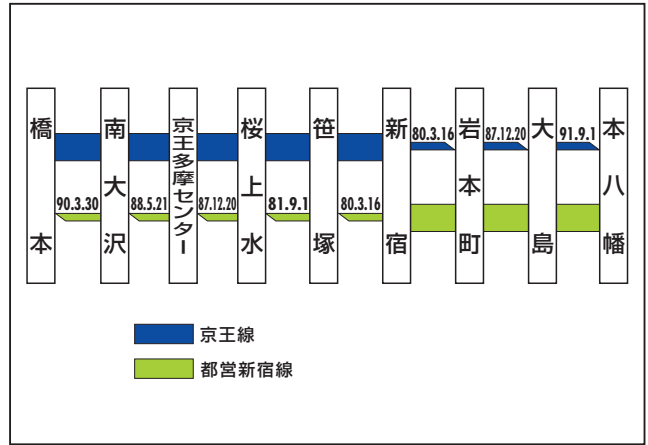 橋本
90.3.30
南大沢
88.5.21
京王多摩センター
87.12.20
桜上水
81.9.1
笹塚
80.3.16
新宿
80.3.16
岩本町
87.12.20
大島
91.9.1
本八幡
京王線
都営新宿線